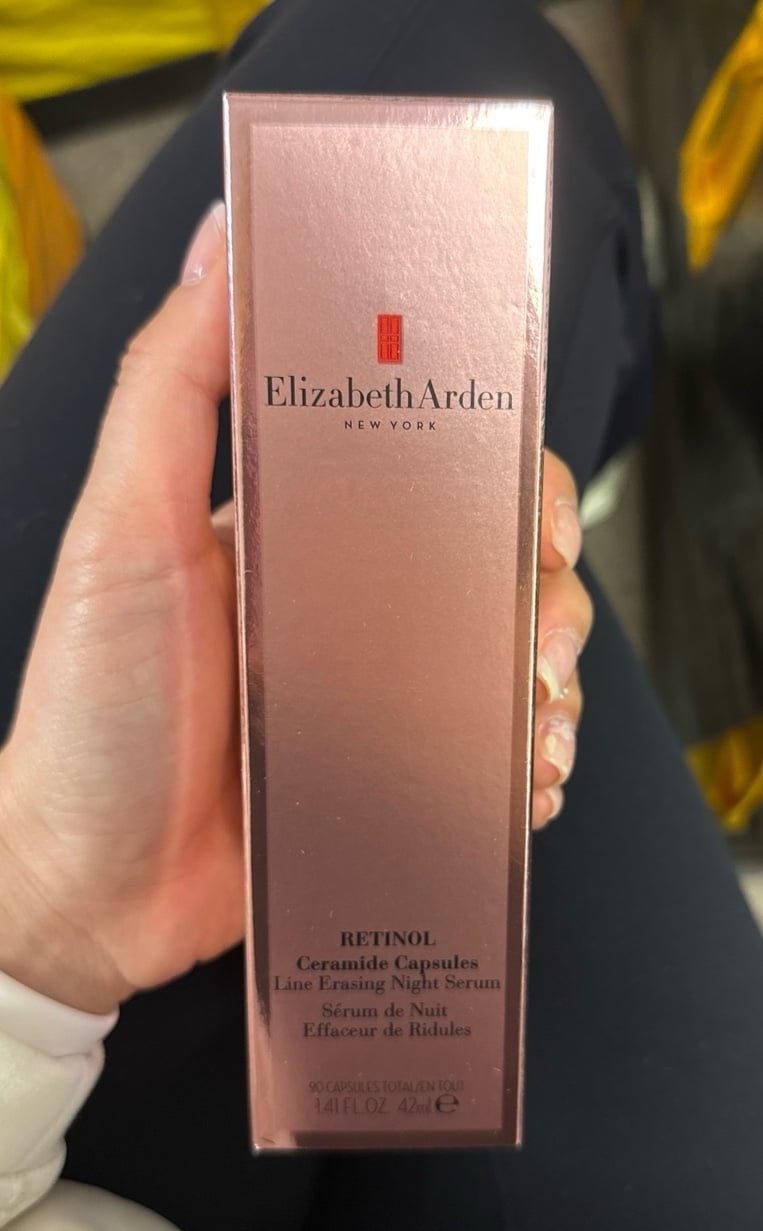 Elizabeth Arden
NEW YORK
RETINOL
Ceramide Capsules
Line Erasing Night Serum
Sérum de Nuit
Effaceur de Ridules
90 CAPSULES TOTAL/EN TOUT
1.41 FL.OZ. 42ml ℮